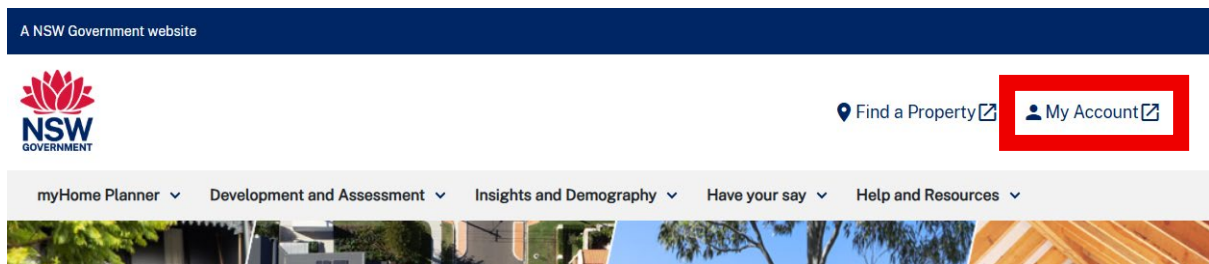 A NSW Government website
NSW
GOVERNMENT
Find a Property
My Account
myHome Planner
Development and Assessment
Insights and Demography
Have your say
Help and Resources